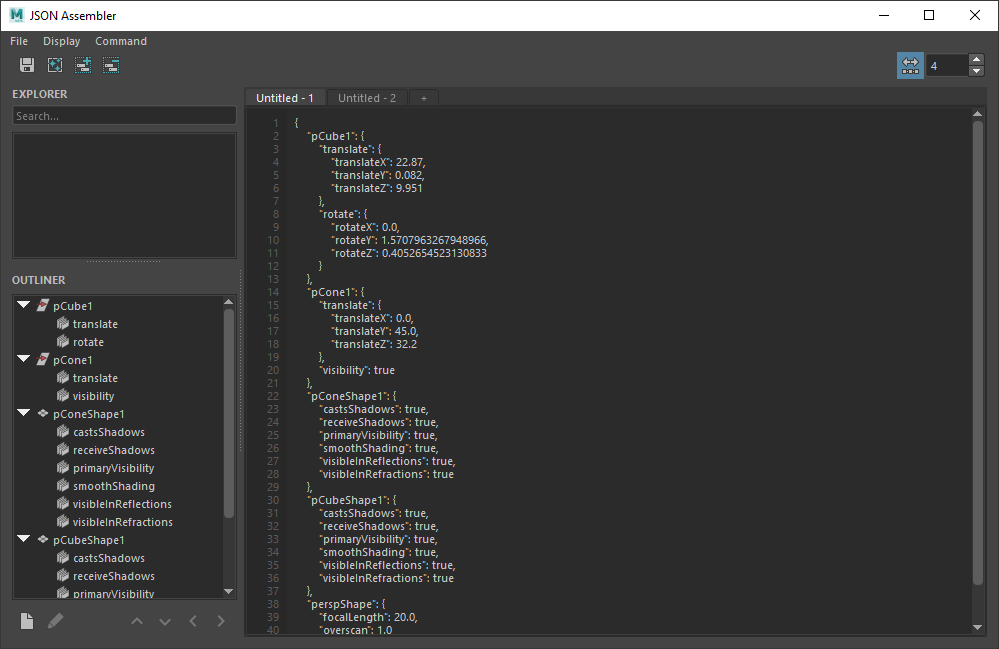 JSON Assembler
File Display Command
4
EXPLORER
Search...
OUTLINER
pCube1
translate
rotate
pCone1
translate
visibility
pConeShape1
castsShadows
receiveShadows
primaryVisibility
smoothShading
visibleInReflections
visibleInRefractions
pCubeShape1
castsShadows
receiveShadows
primaryVisibility
Untitled - 1 Untitled - 2 +
1 {
2 "pCube1": {
3 "translate": {
4 "translateX": 22.87,
5 "translateY": 0.082,
6 "translateZ": 9.951
7 },
8 "rotate": {
9 "rotateX": 0.0,
10 "rotateY": 1.5707963267948966,
11 "rotateZ": 0.4052654523130833
12 }
13 },
14 "pCone1": {
15 "translate": {
16 "translateX": 0.0,
17 "translateY": 45.0,
18 "translateZ": 32.2
19 },
20 "visibility": true
21 },
22 "pConeShape1": {
23 "castsShadows": true,
24 "receiveShadows": true,
25 "primaryVisibility": true,
26 "smoothShading": true,
27 "visibleInReflections": true,
28 "visibleInRefractions": true
29 },
30 "pCubeShape1": {
31 "castsShadows": true,
32 "receiveShadows": true,
33 "primaryVisibility": true,
34 "smoothShading": true,
35 "visibleInReflections": true,
36 "visibleInRefractions": true
37 },
38 "perspShape": {
39 "focalLength": 20.0,
40 "overscan": 1.0